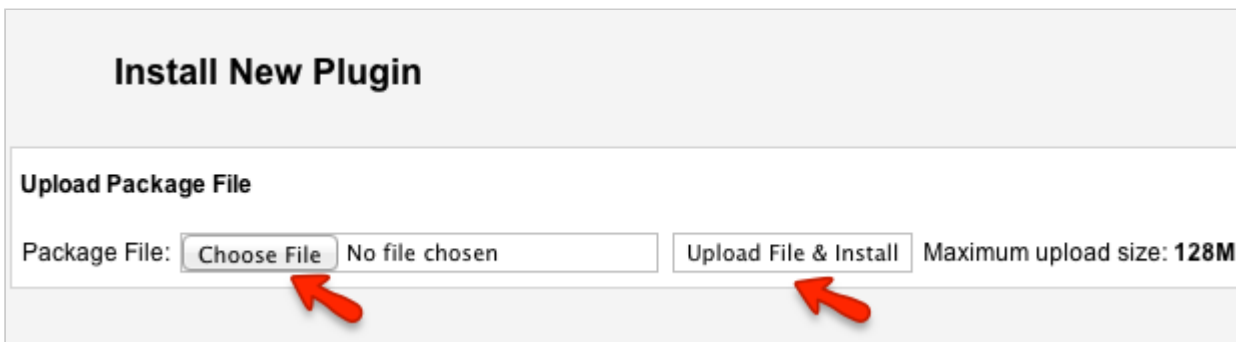 Install New Plugin
Upload Package File
Package File: Choose File No file chosen Upload File & Install Maximum upload size: 128M